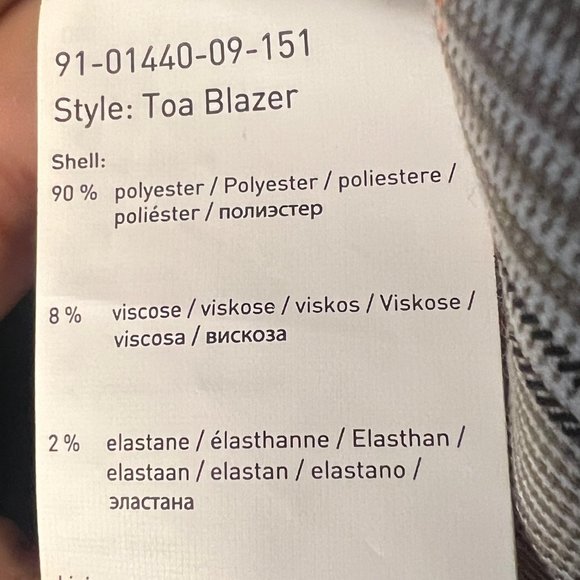 91-01440-09-151
Style: Toa Blazer
Shell:
90 % polyester / Polyester / poliestere /
poliéster / полиэстер
8 % viscose / viskose / viskos / Viskose /
viscosa / вискоза
2 % elastane / élasthanne / Elasthan /
elastaan / elastan / elastano /
эластана